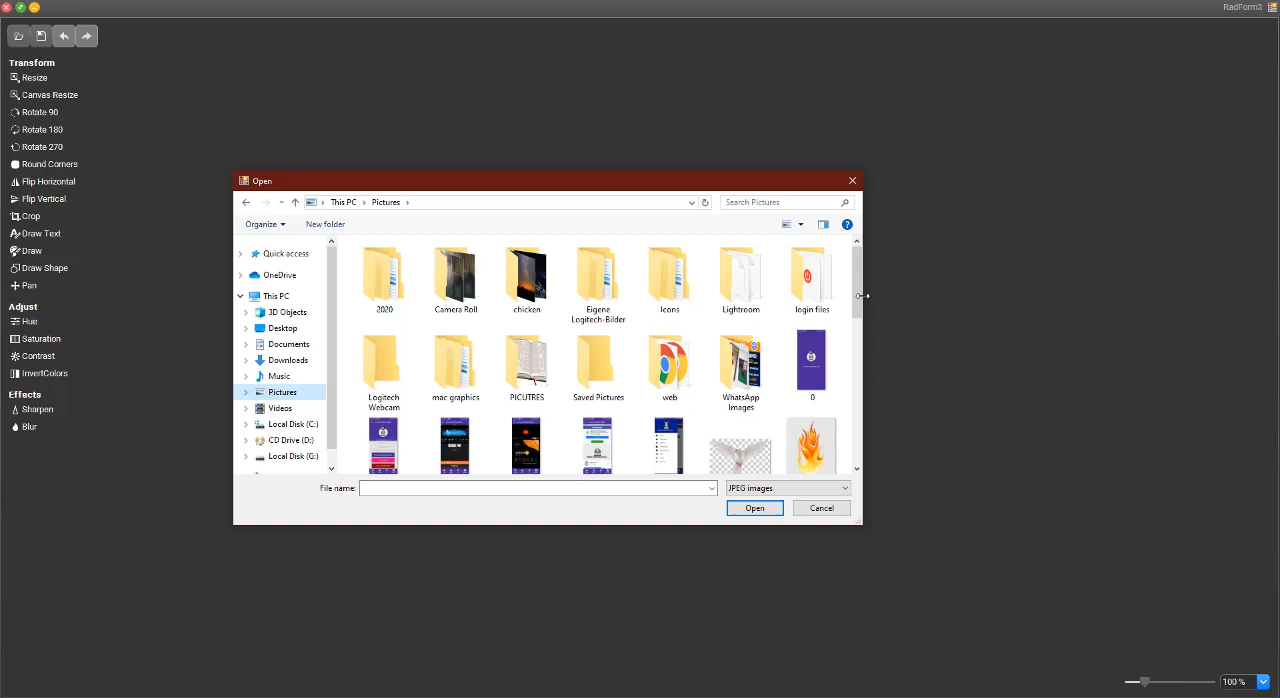 RadForm3
Transform
Resize
Canvas Resize
Rotate 90
Rotate 180
Rotate 270
Round Corners
Flip Horizontal
Flip Vertical
Crop
Draw Text
Draw
Draw Shape
Pan
Adjust
Hue
Saturation
Contrast
InvertColors
Effects
Sharpen
Blur
Open
This PC > Pictures >
Search Pictures
Organize
New folder
Quick access
OneDrive
This PC
3D Objects
Desktop
Documents
Downloads
Music
Pictures
Videos
Local Disk (C:)
CD Drive (D:)
Local Disk (G:)
2020
Camera Roll
chicken
Eigene
Logitech-Bilder
Icons
Lightroom
login files
Logitech
Webcam
mac graphics
PICUTRES
Saved Pictures
web
WhatsApp
Images
0
File name:
JPEG images
Open
Cancel
100 %